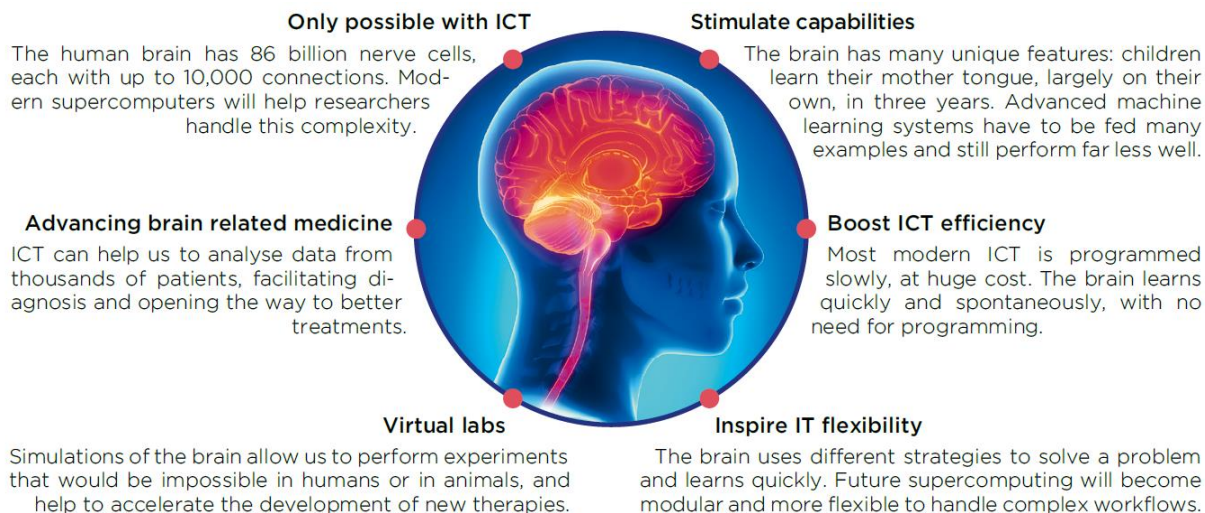 Only possible with ICT
The human brain has 86 billion nerve cells,
each with up to 10,000 connections. Mod-
ern supercomputers will help researchers
handle this complexity.
Stimulate capabilities
The brain has many unique features: children
learn their mother tongue, largely on their
own, in three years. Advanced machine
learning systems have to be fed many
examples and still perform far less well.
Advancing brain related medicine
ICT can help us to analyse data from
thousands of patients, facilitating di-
agnosis and opening the way to better
treatments.
Boost ICT efficiency
Most modern ICT is programmed
slowly, at huge cost. The brain learns
quickly and spontaneously, with no
need for programming.
Virtual labs
Simulations of the brain allow us to perform experiments
that would be impossible in humans or in animals, and
help to accelerate the development of new therapies.
Inspire IT flexibility
The brain uses different strategies to solve a problem
and learns quickly. Future supercomputing will become
modular and more flexible to handle complex workflows.